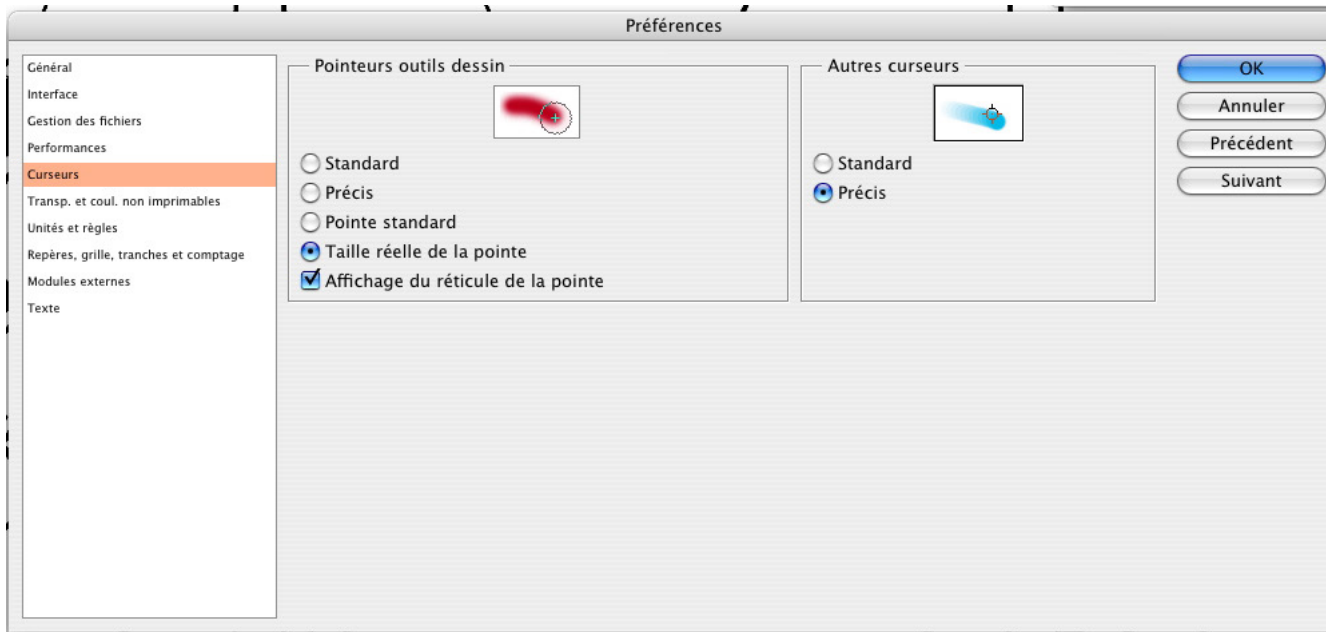 Préférences
Général
Interface
Gestion des fichiers
Performances
Curseurs
Transp. et coul. non imprimables
Unités et règles
Repères, grille, tranches et comptage
Modules externes
Texte
Pointeurs outils dessin
Standard
Précis
Pointe standard
Taille réelle de la pointe
Affichage du réticule de la pointe
Autres curseurs
Standard
Précis
OK
Annuler
Précédent
Suivant